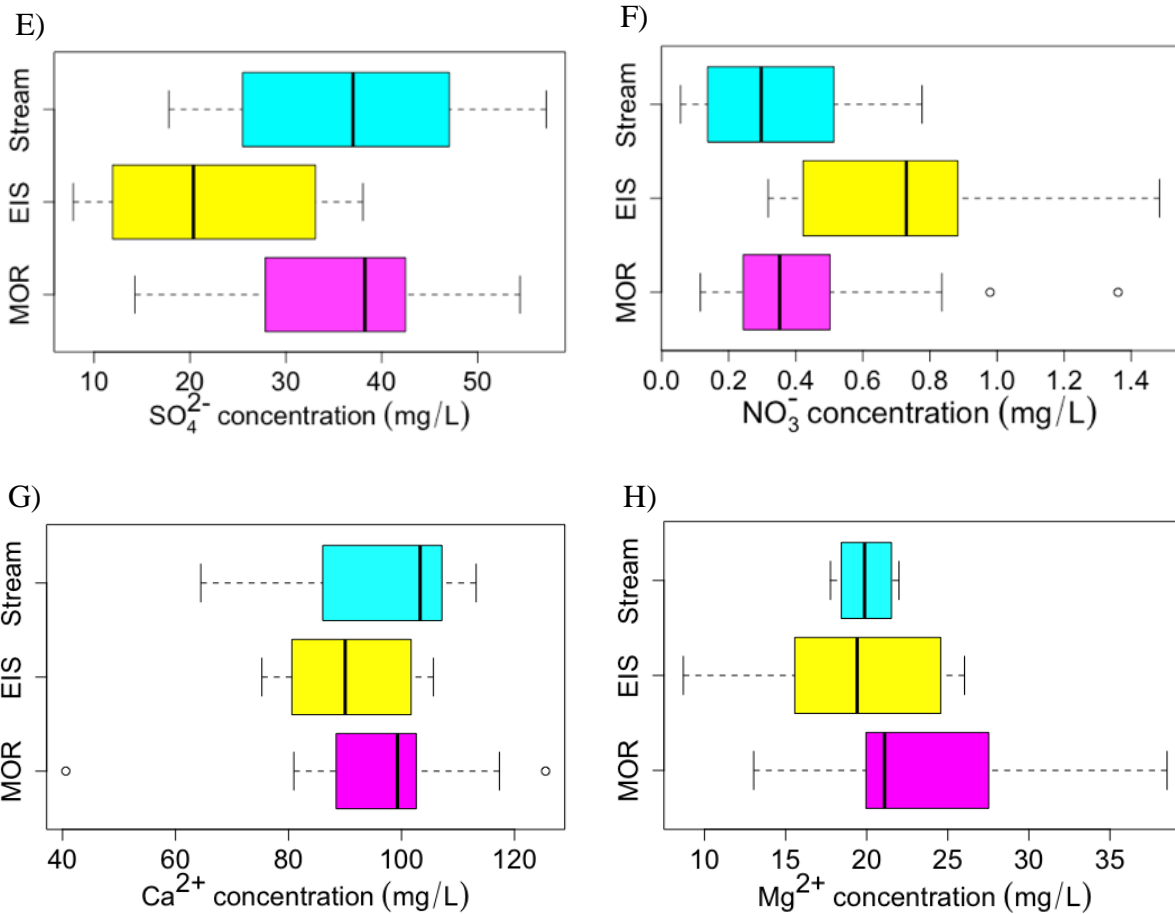 E)
Stream
EIS
MOR
10 20 30 40 50
SO₄²⁻ concentration (mg/L)
F)
Stream
EIS
MOR
0.0 0.2 0.4 0.6 0.8 1.0 1.2 1.4
NO₃⁻ concentration (mg/L)
G)
Stream
EIS
MOR
40 60 80 100 120
Ca²⁺ concentration (mg/L)
H)
Stream
EIS
MOR
10 15 20 25 30 35
Mg²⁺ concentration (mg/L)